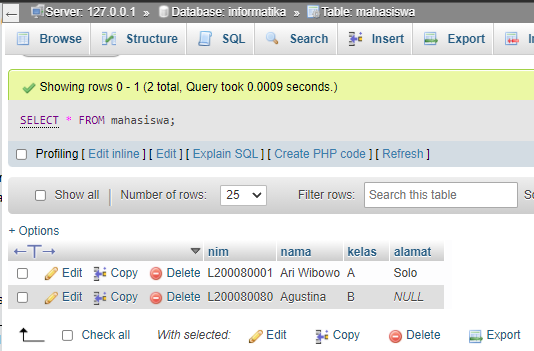 Server: 127.0.0.1 » Database: informatika » Table: mahasiswa
Browse Structure SQL Search Insert Export
Showing rows 0 - 1 (2 total, Query took 0.0009 seconds.)
SELECT * FROM mahasiswa;
Profiling [ Edit inline ] [ Edit ] [ Explain SQL ] [ Create PHP code ] [ Refresh ]
Show all Number of rows: 25 Filter rows: Search this table
+ Options
nim nama kelas alamat
Edit Copy Delete L200080001 Ari Wibowo A Solo
Edit Copy Delete L200080080 Agustina B NULL
Check all With selected: Edit Copy Delete Export